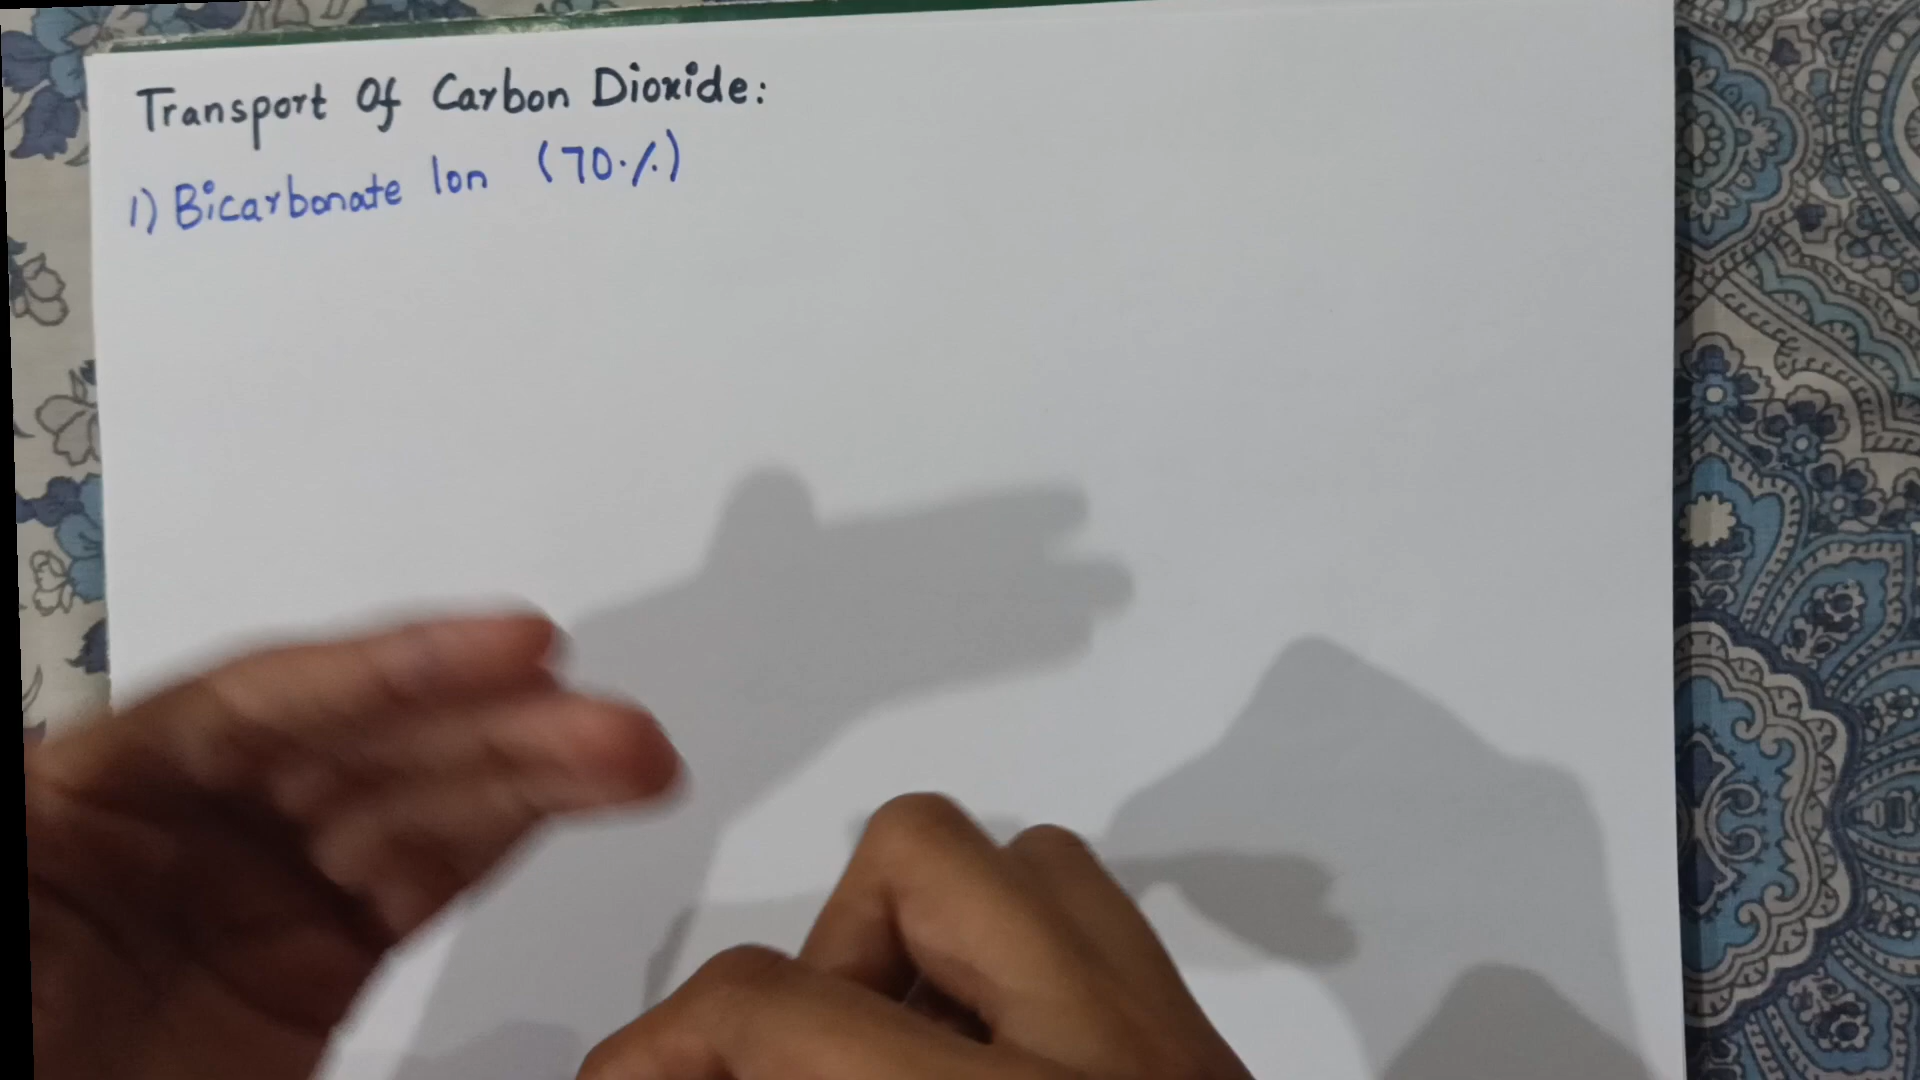 Transport Of Carbon Dioxide:
1) Bicarbonate Ion (70%)